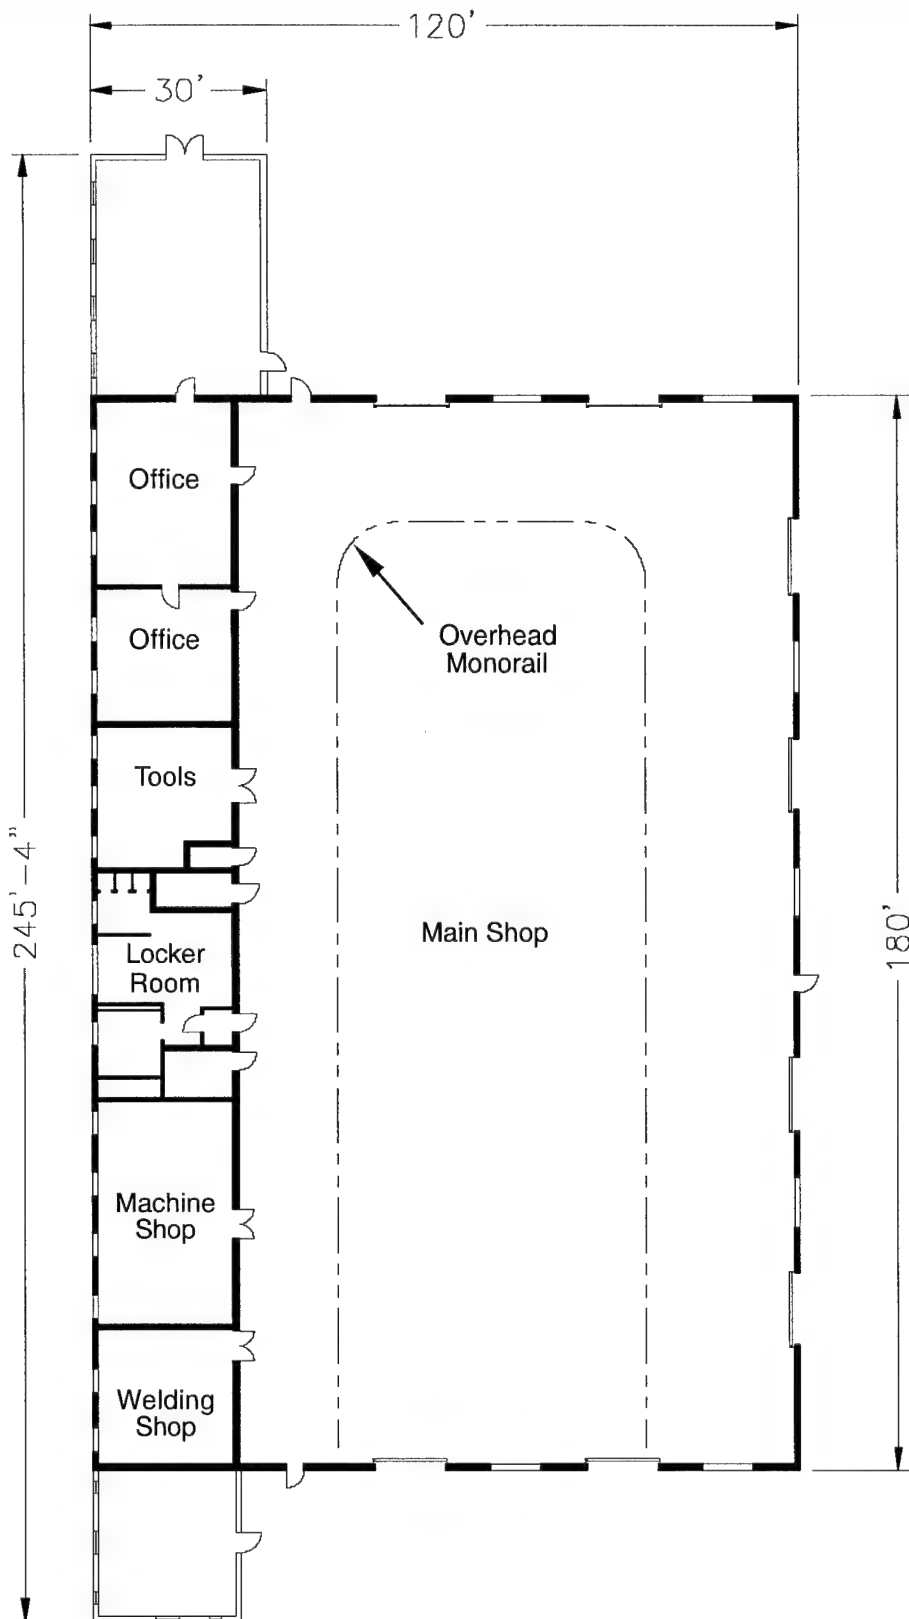 120'
30'
Office
Office
Overhead
Monorail
Tools
245'-4"
Main Shop
180'
Locker
Room
Machine
Shop
Welding
Shop